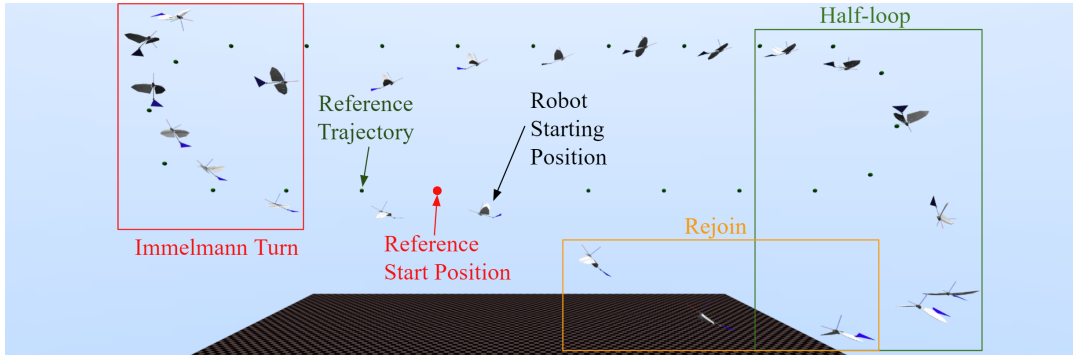 Half-loop
Reference
Trajectory
Robot
Starting
Position
Immelmann Turn
Reference
Start Position
Rejoin